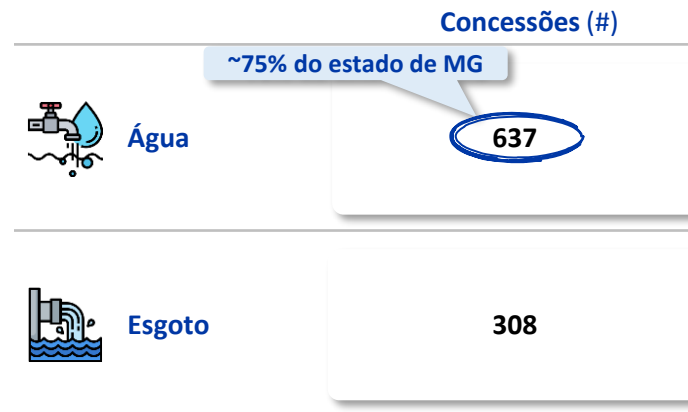 Concessões (#)
~75% do estado de MG
Água
637
Esgoto
308